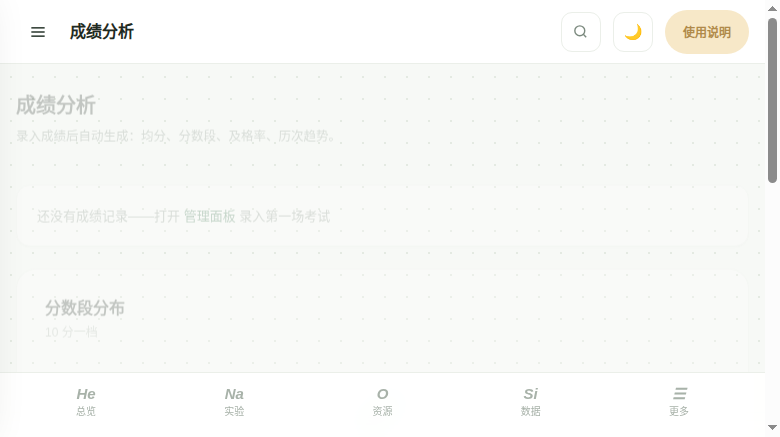 成绩分析
使用说明
成绩分析
录入成绩后自动生成：均分、分数段、及格率、历次趋势。
还没有成绩记录——打开 管理面板 录入第一场考试
分数段分布
10 分一档
He
总览
Na
实验
O
资源
Si
数据
更多